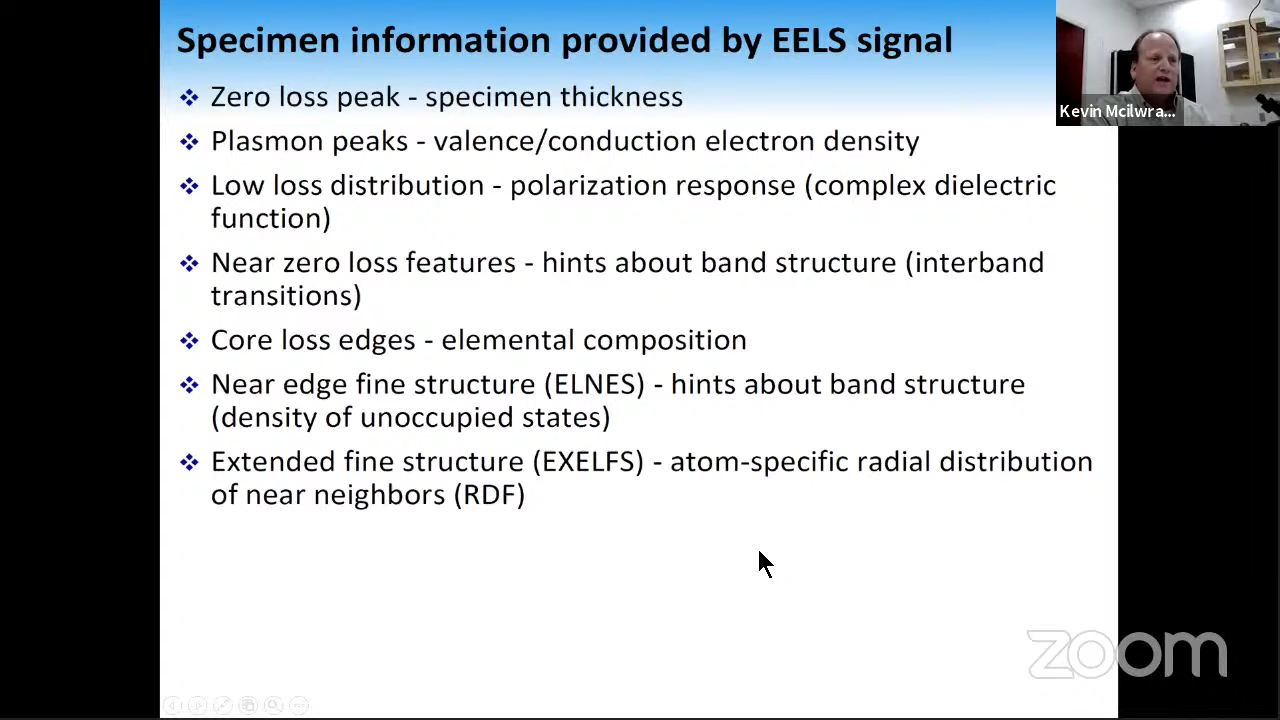 Specimen information provided by EELS signal
Kevin Mcilwra...
Zero loss peak - specimen thickness
Plasmon peaks - valence/conduction electron density
Low loss distribution - polarization response (complex dielectric
function)
Near zero loss features - hints about band structure (interband
transitions)
Core loss edges - elemental composition
Near edge fine structure (ELNES) - hints about band structure
(density of unoccupied states)
Extended fine structure (EXELFS) - atom-specific radial distribution
of near neighbors (RDF)
zoom